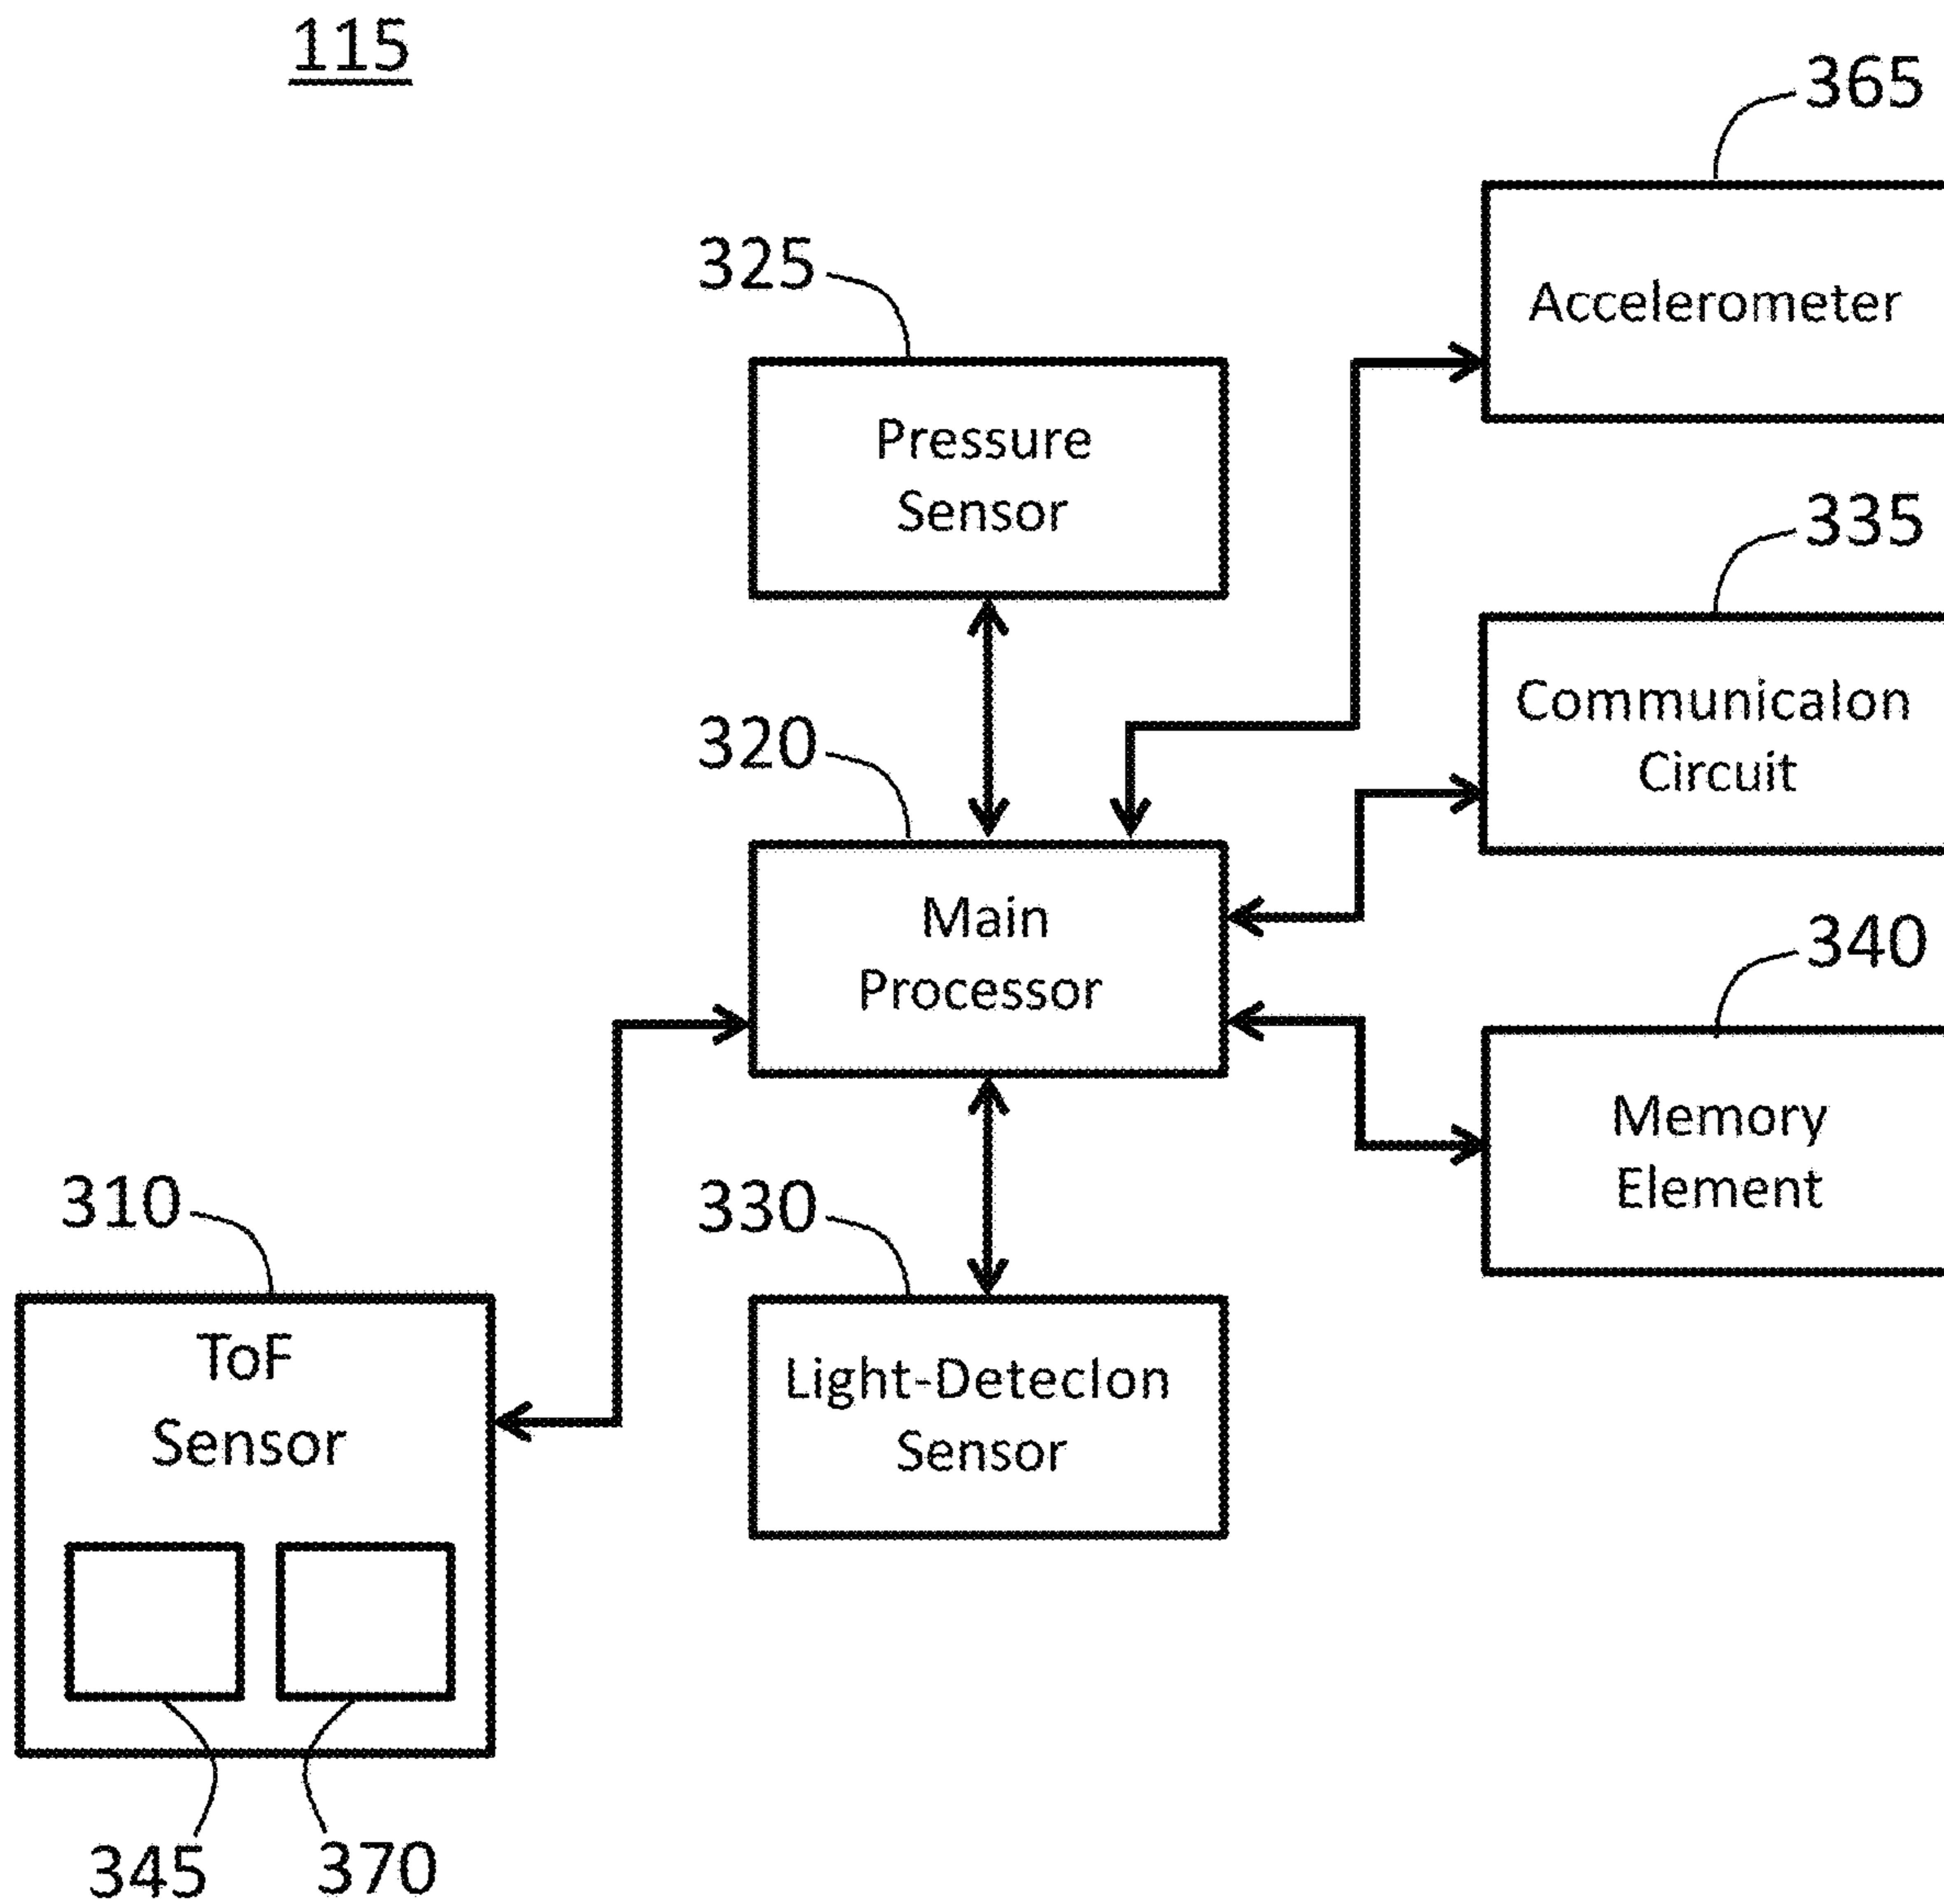 115
365
Accelerometer
325
Pressure
Sensor
335
Communicalon
Circuit
320
Main
Processor
340
Memory
Element
310
ToF
Sensor
330
Light-Deteclon
Sensor
345
370